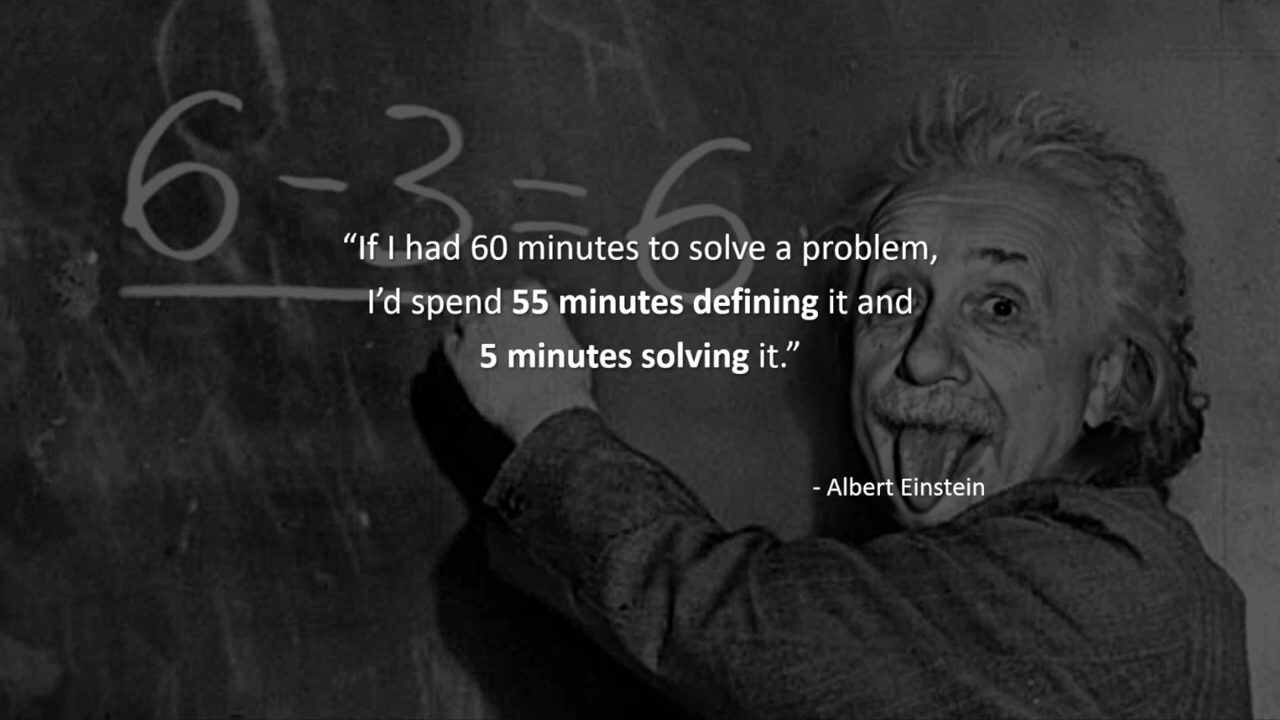 6-3=6
“If I had 60 minutes to solve a problem,
I’d spend 55 minutes defining it and
5 minutes solving it.”
- Albert Einstein